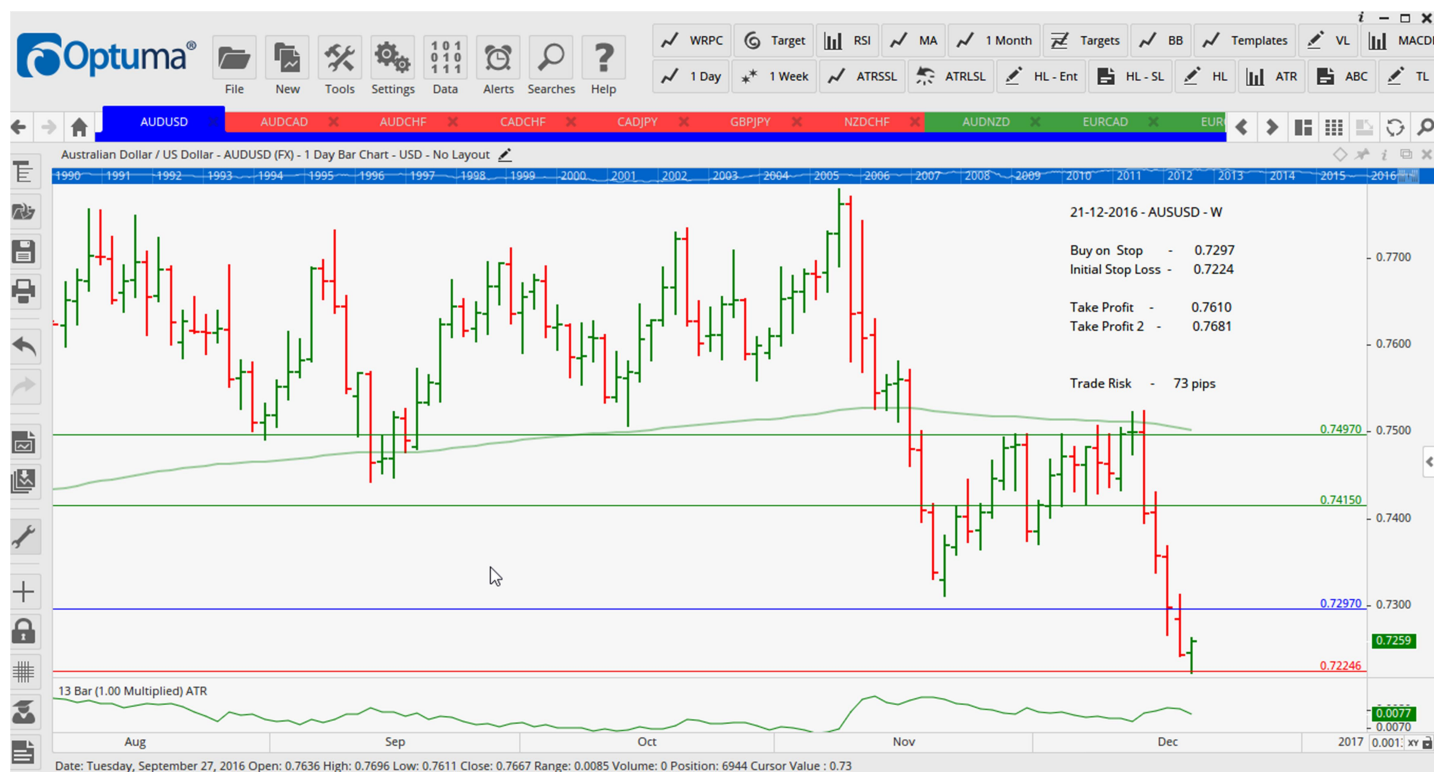 Optuma®
File New Tools Settings Data Alerts Searches Help
WRPC Target RSI MA 1 Month Targets BB Templates VL MACD
1 Day 1 Week ATRSSL ATRLSL HL - Ent HL - SL HL ATR ABC TL
AUDUSD AUDCAD AUDCHF CADCHF CADJPY GBPJPY NZDCHF AUDNZD EURCAD
Australian Dollar / US Dollar - AUDUSD (FX) - 1 Day Bar Chart - USD - No Layout
1990 1991 1992 1993 1994 1995 1996 1997 1998 1999 2000 2001 2002 2003 2004 2005 2006 2007 2008 2009 2010 2011 2012 2013 2014 2015 2016
21-12-2016 - AUSUSD - W
Buy on Stop - 0.7297
Initial Stop Loss - 0.7224
0.7700
Take Profit - 0.7610
Take Profit 2 - 0.7681
0.7600
Trade Risk - 73 pips
0.74970
0.7500
0.74150
0.7400
0.72970
0.7300
0.7259
0.72246
13 Bar (1.00 Multiplied) ATR
0.0077
0.0070
Aug Sep Oct Nov Dec 2017
XY
Date: Tuesday, September 27, 2016 Open: 0.7636 High: 0.7696 Low: 0.7611 Close: 0.7667 Range: 0.0085 Volume: 0 Position: 6944 Cursor Value : 0.73